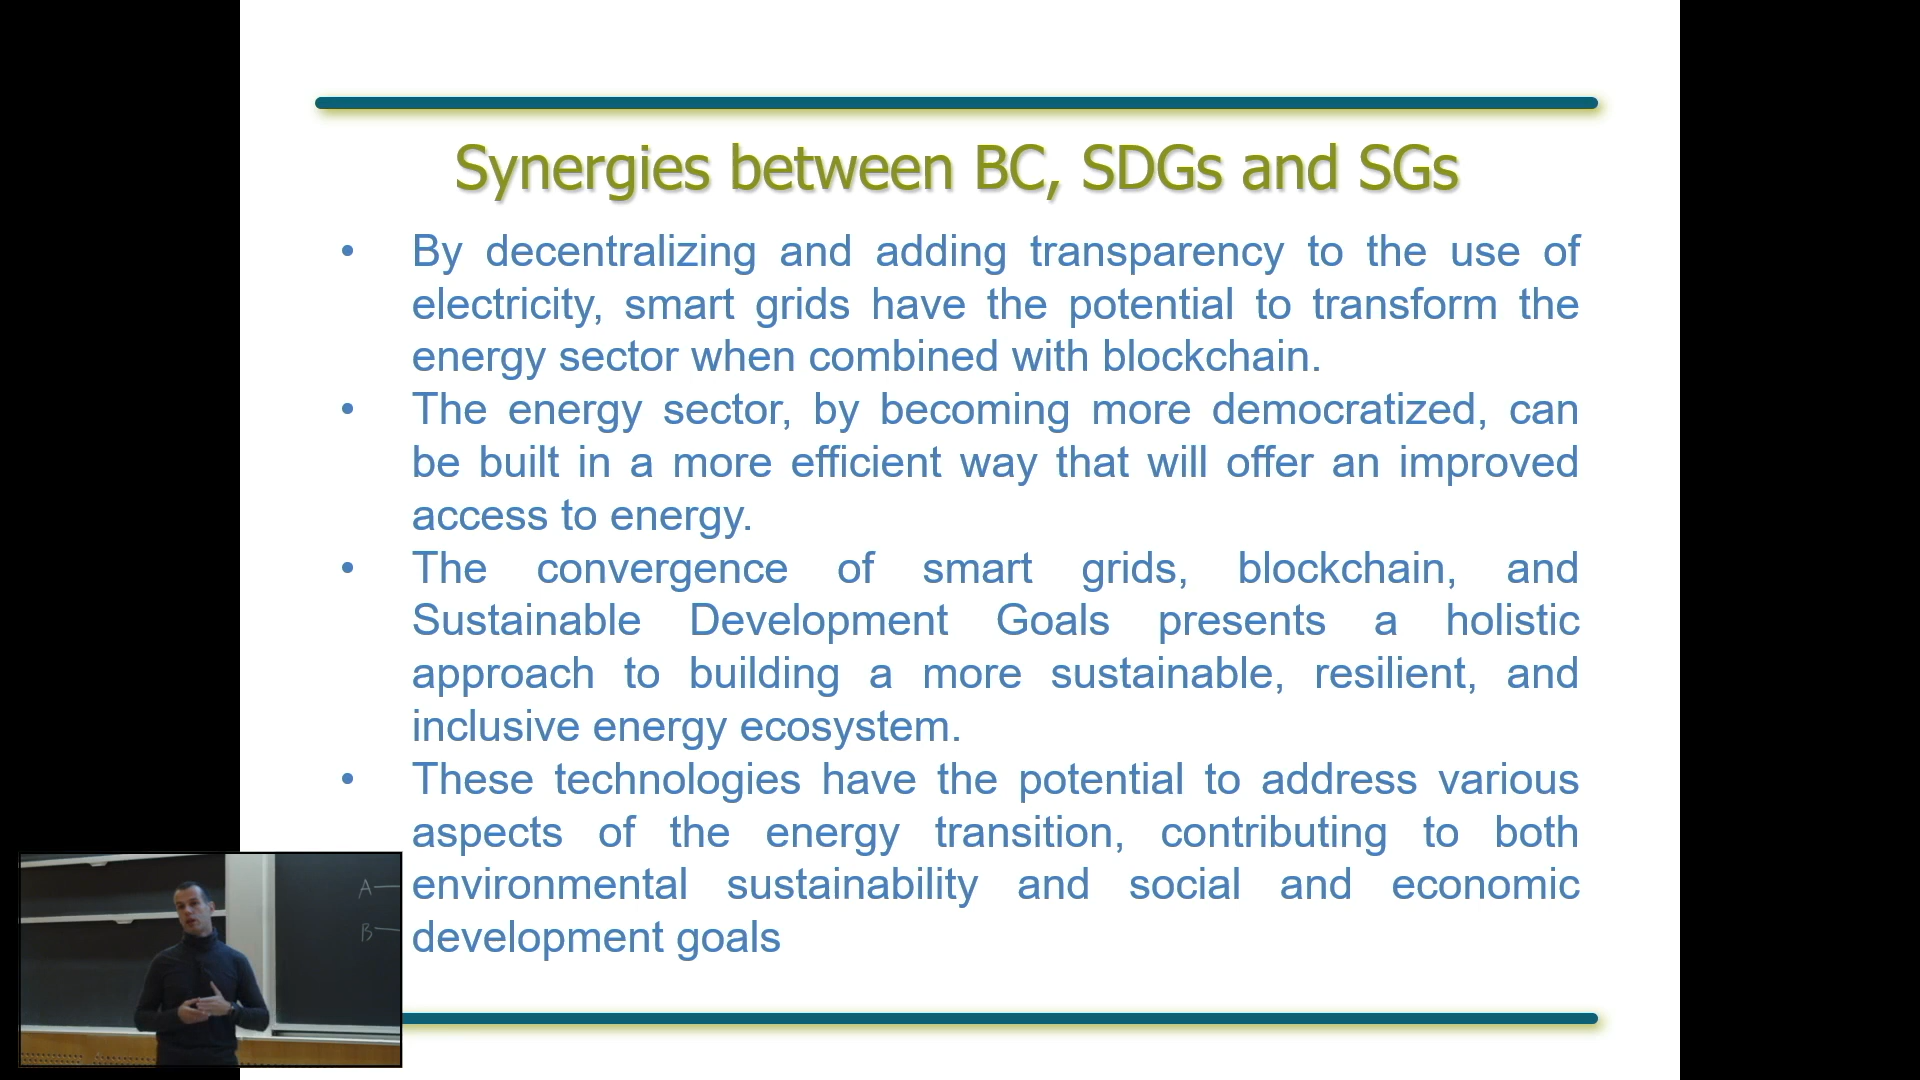 Synergies between BC, SDGs and SGs
• By decentralizing and adding transparency to the use of
electricity, smart grids have the potential to transform the
energy sector when combined with blockchain.
• The energy sector, by becoming more democratized, can
be built in a more efficient way that will offer an improved
access to energy.
• The convergence of smart grids, blockchain, and
Sustainable Development Goals presents a holistic
approach to building a more sustainable, resilient, and
inclusive energy ecosystem.
• These technologies have the potential to address various
aspects of the energy transition, contributing to both
environmental sustainability and social and economic
development goals
A
B